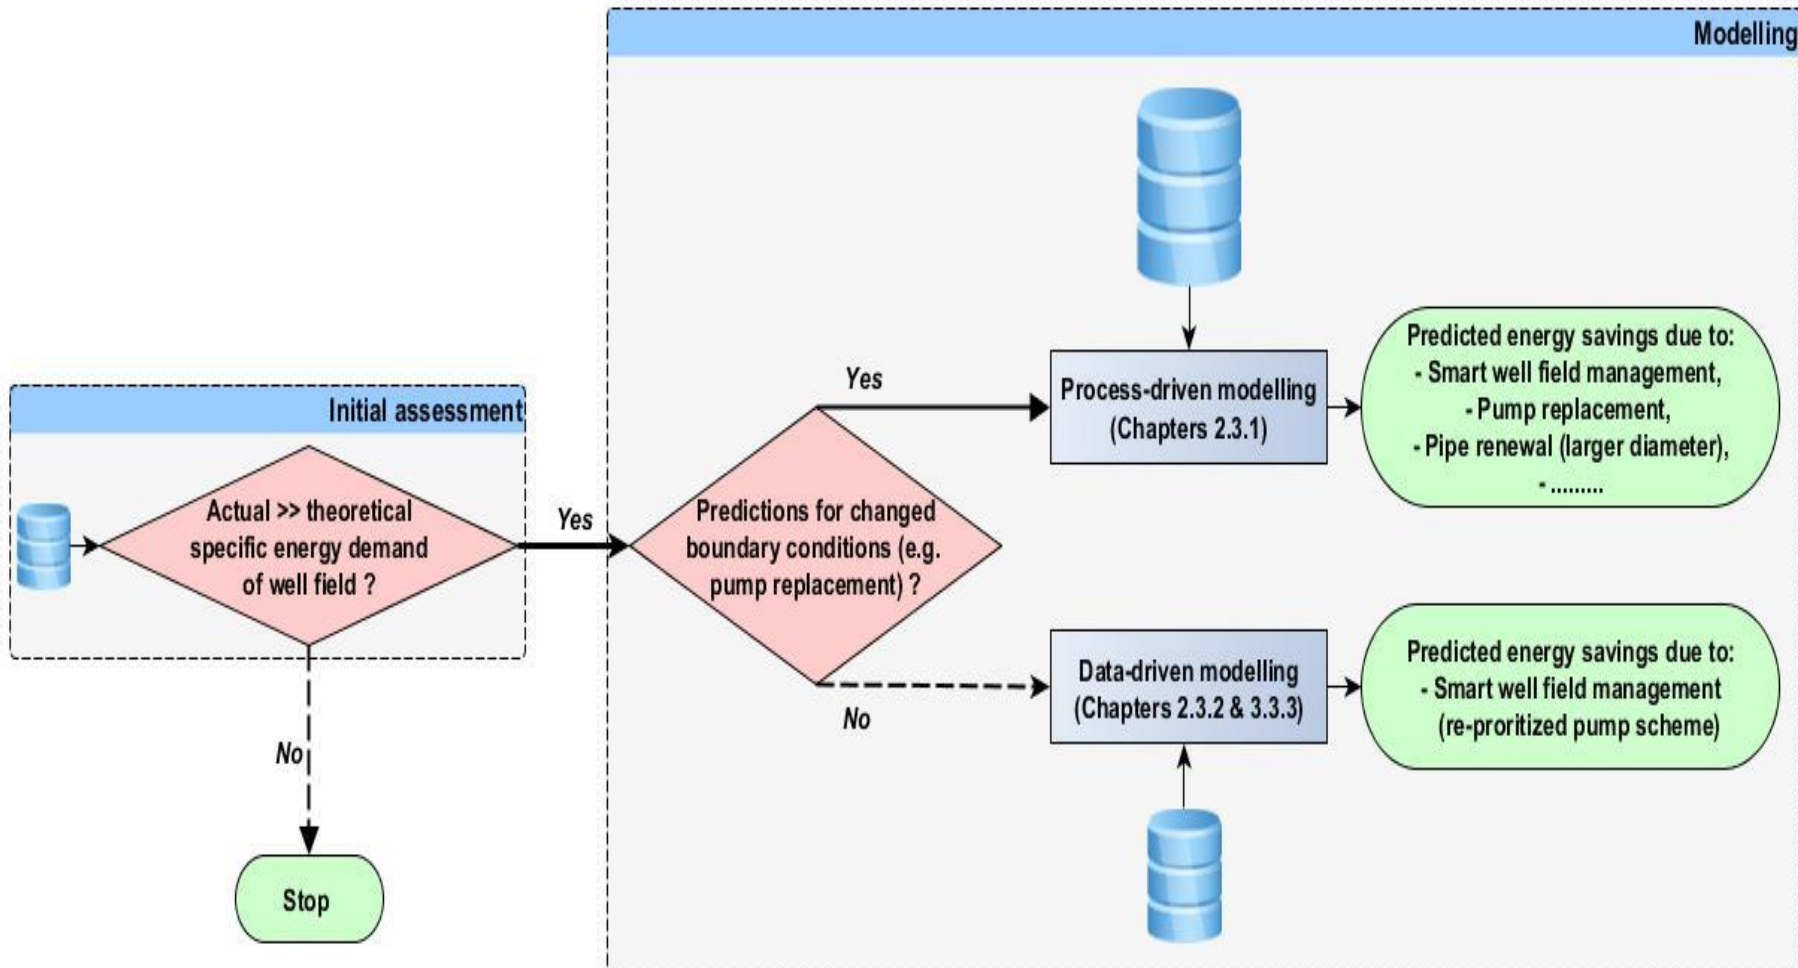 Modelling
Initial assessment
Actual >> theoretical
specific energy demand
of well field ?
Yes
No
Stop
Predictions for changed
boundary conditions (e.g.
pump replacement) ?
Yes
Process-driven modelling
(Chapters 2.3.1)
Predicted energy savings due to:
- Smart well field management,
- Pump replacement,
- Pipe renewal (larger diameter),
- .........
No
Data-driven modelling
(Chapters 2.3.2 & 3.3.3)
Predicted energy savings due to:
- Smart well field management
(re-proritized pump scheme)